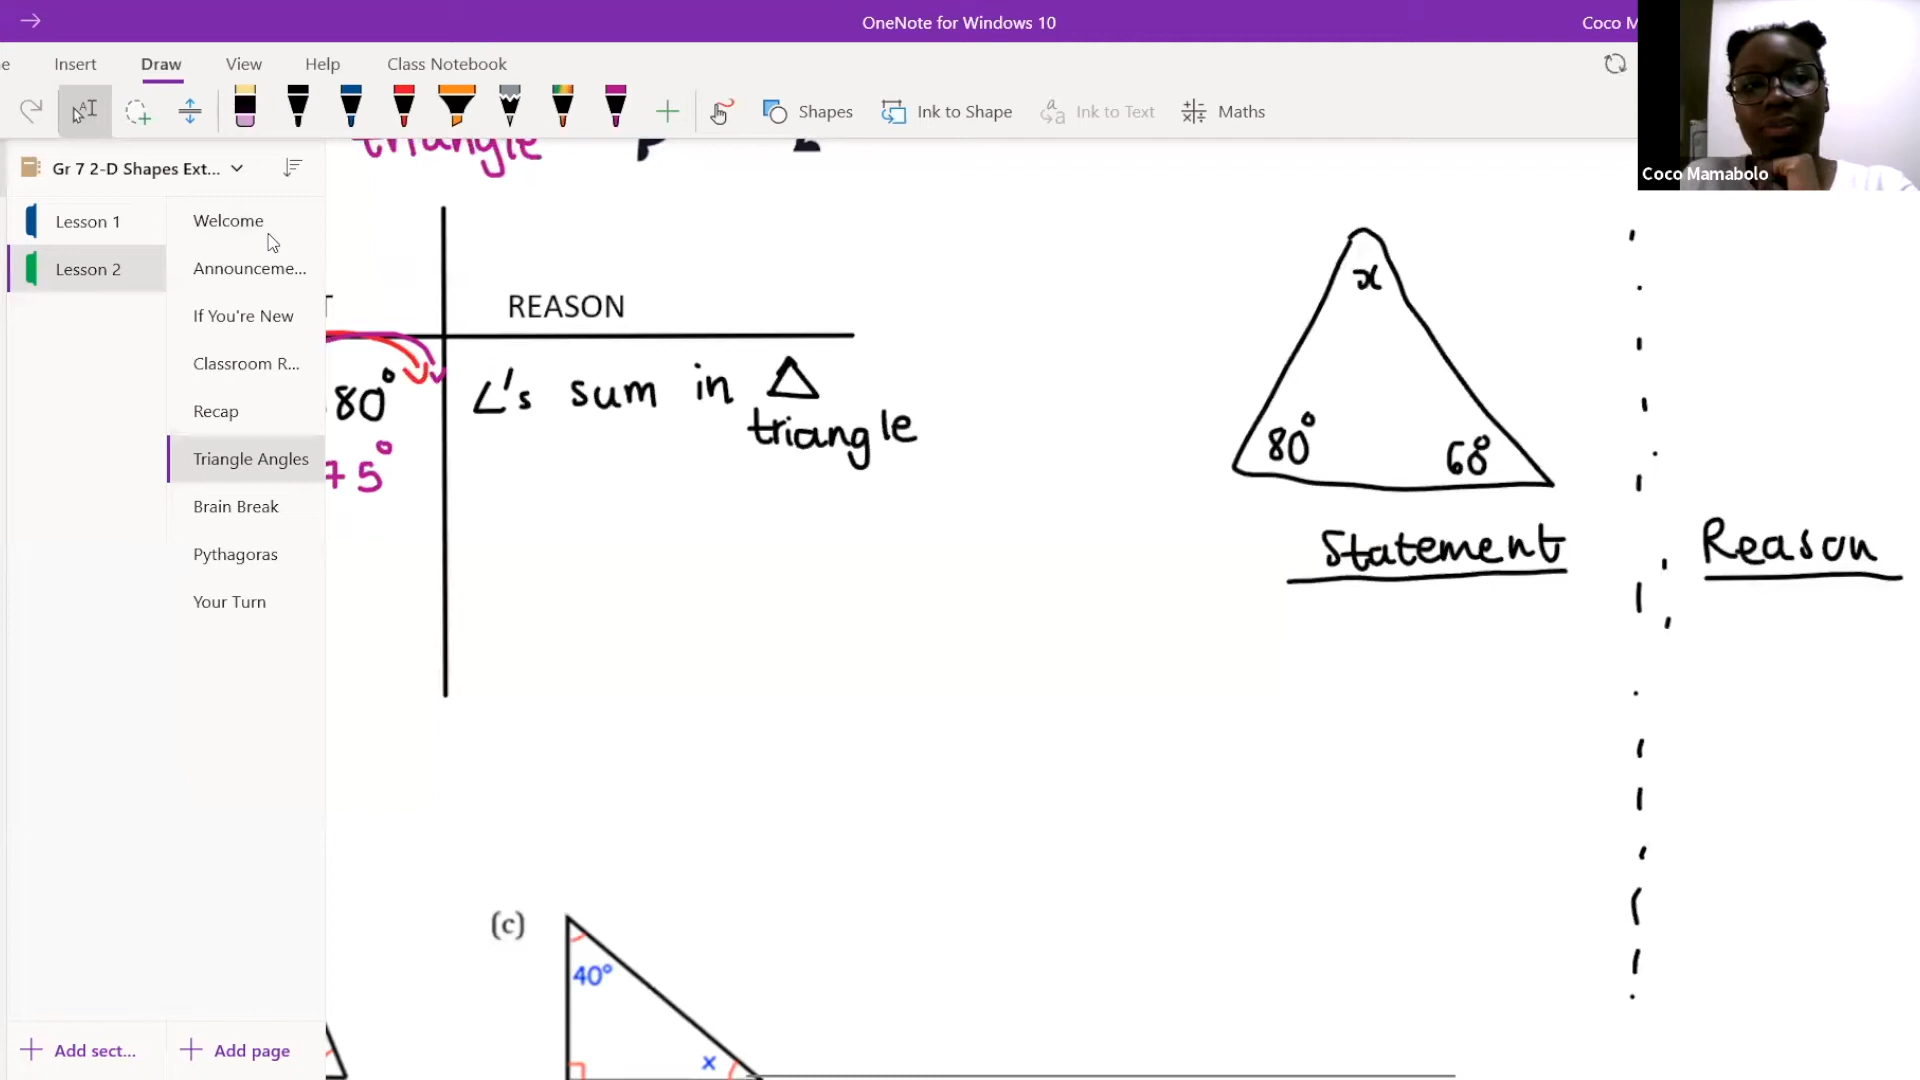 OneNote for Windows 10
Coco M
Insert Draw View Help Class Notebook
Shapes Ink to Shape Ink to Text Maths
Coco Mamabolo
Gr 7 2-D Shapes Ext...
Lesson 1
Lesson 2
Welcome
Announceme...
If You're New
Classroom R...
Recap
Triangle Angles
Brain Break
Pythagoras
Your Turn
Add sect...
Add page
triangle
REASON
80°
∠'s sum in △
triangle
75°
x
80°
68°
Statement
Reason
(c)
40°
x